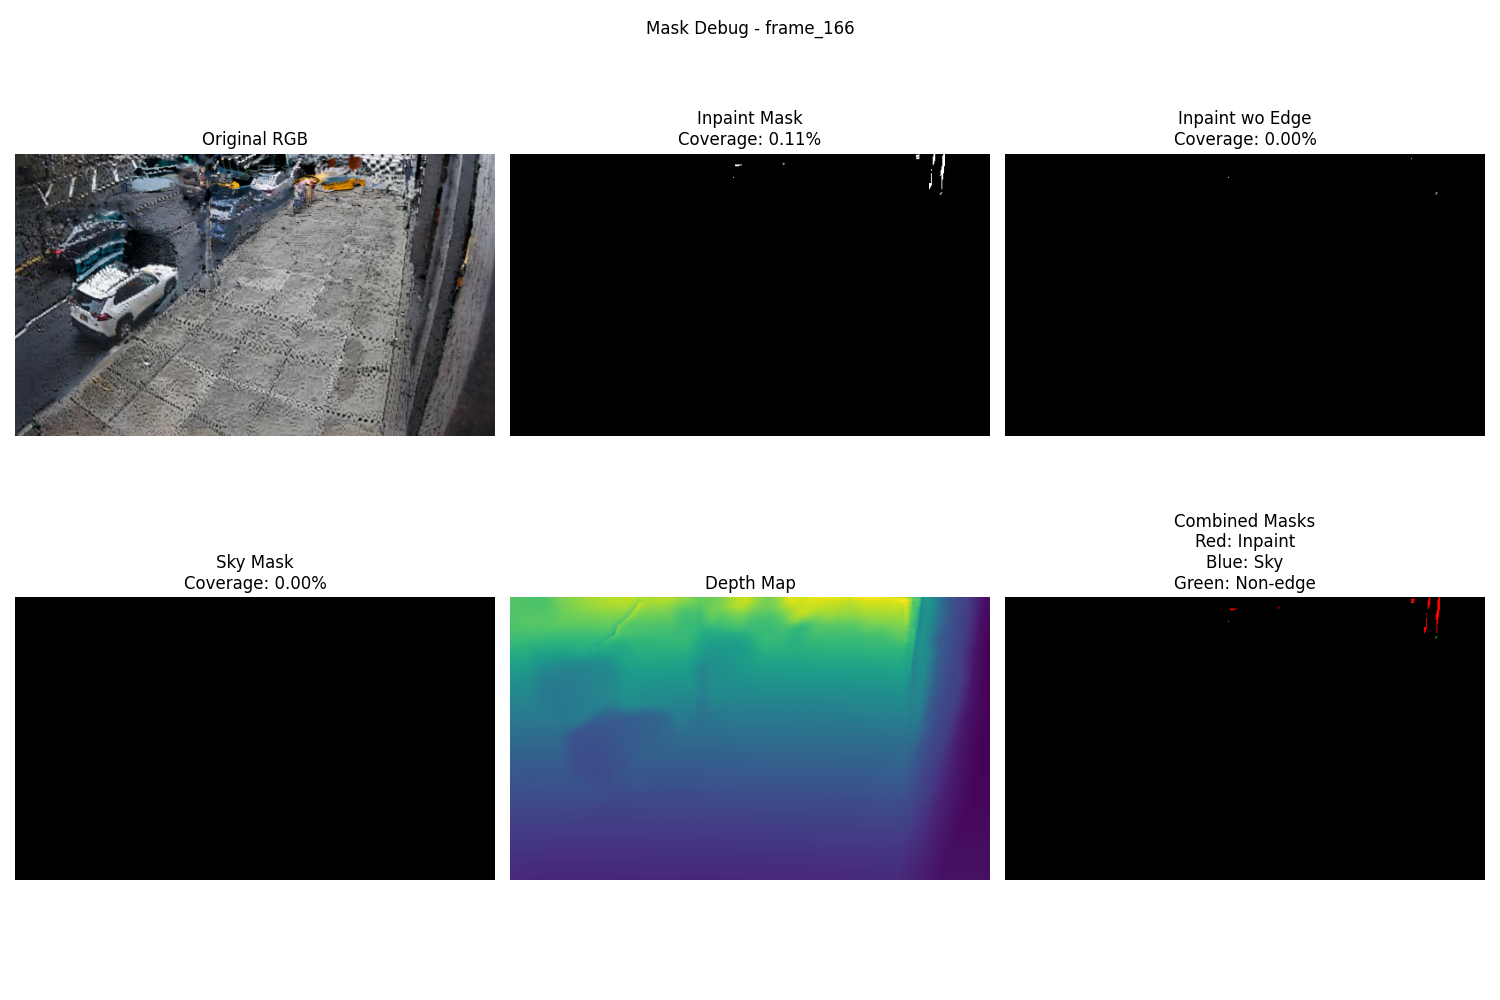 Mask Debug - frame_166
Original RGB
Inpaint Mask
Coverage: 0.11%
Inpaint wo Edge
Coverage: 0.00%
Sky Mask
Coverage: 0.00%
Depth Map
Combined Masks
Red: Inpaint
Blue: Sky
Green: Non-edge